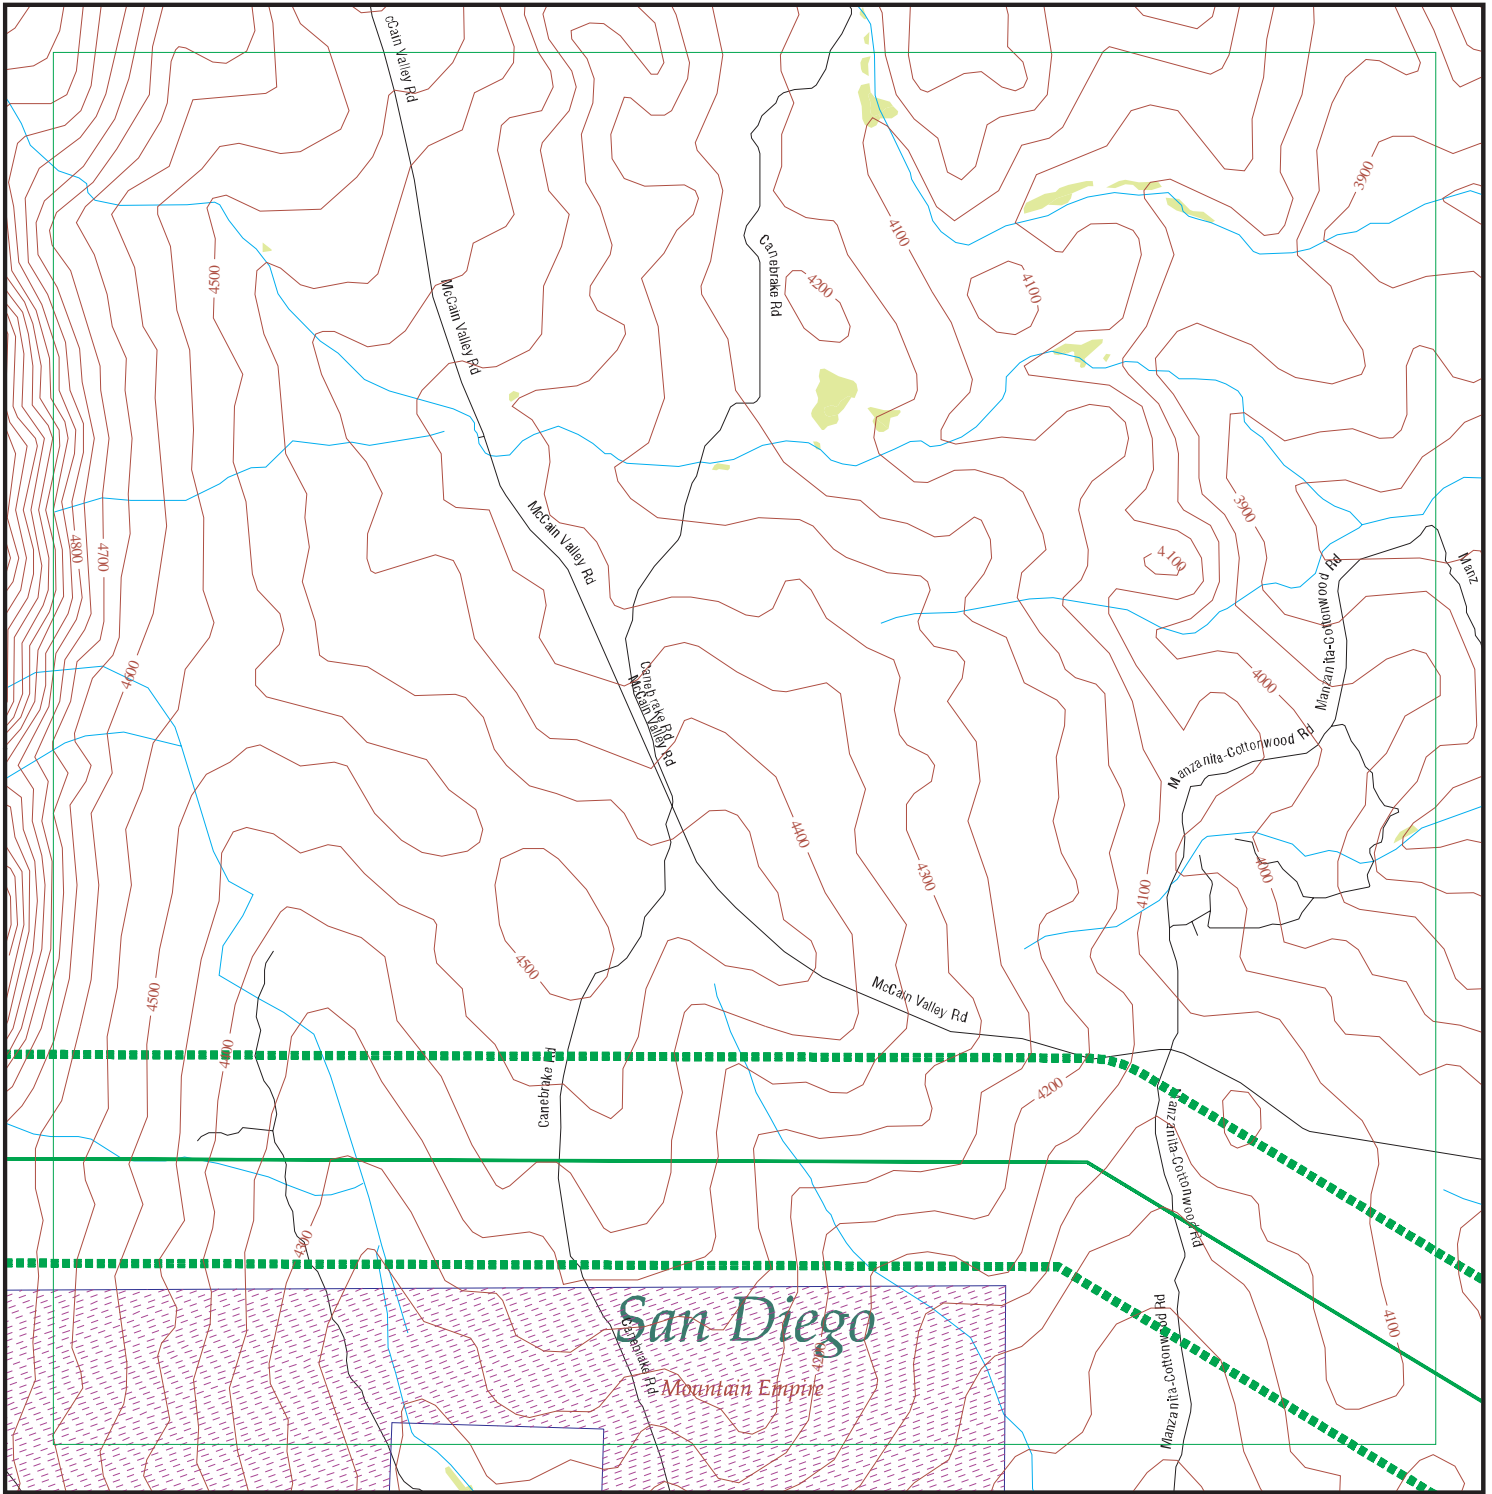 cCain Valley Rd
3900
4100
Canebrake Rd
4500
4200
4100
McCain Valley Rd
McCain Valley Rd
3900
4800
4700
4100
Manz
Manzanita-Cottonwood Rd
4600
Canebrake Rd
McCain Valley Rd
4000
Manzanita-Cottonwood Rd
4400
4300
4000
4100
4500
4500
McCain Valley Rd
4400
Canebrake Rd
4200
Manzanita-Cottonwood Rd
4300
San Diego
Canebrake Rd
4200
4100
Manzanita-Cottonwood Rd
Mountain Empire